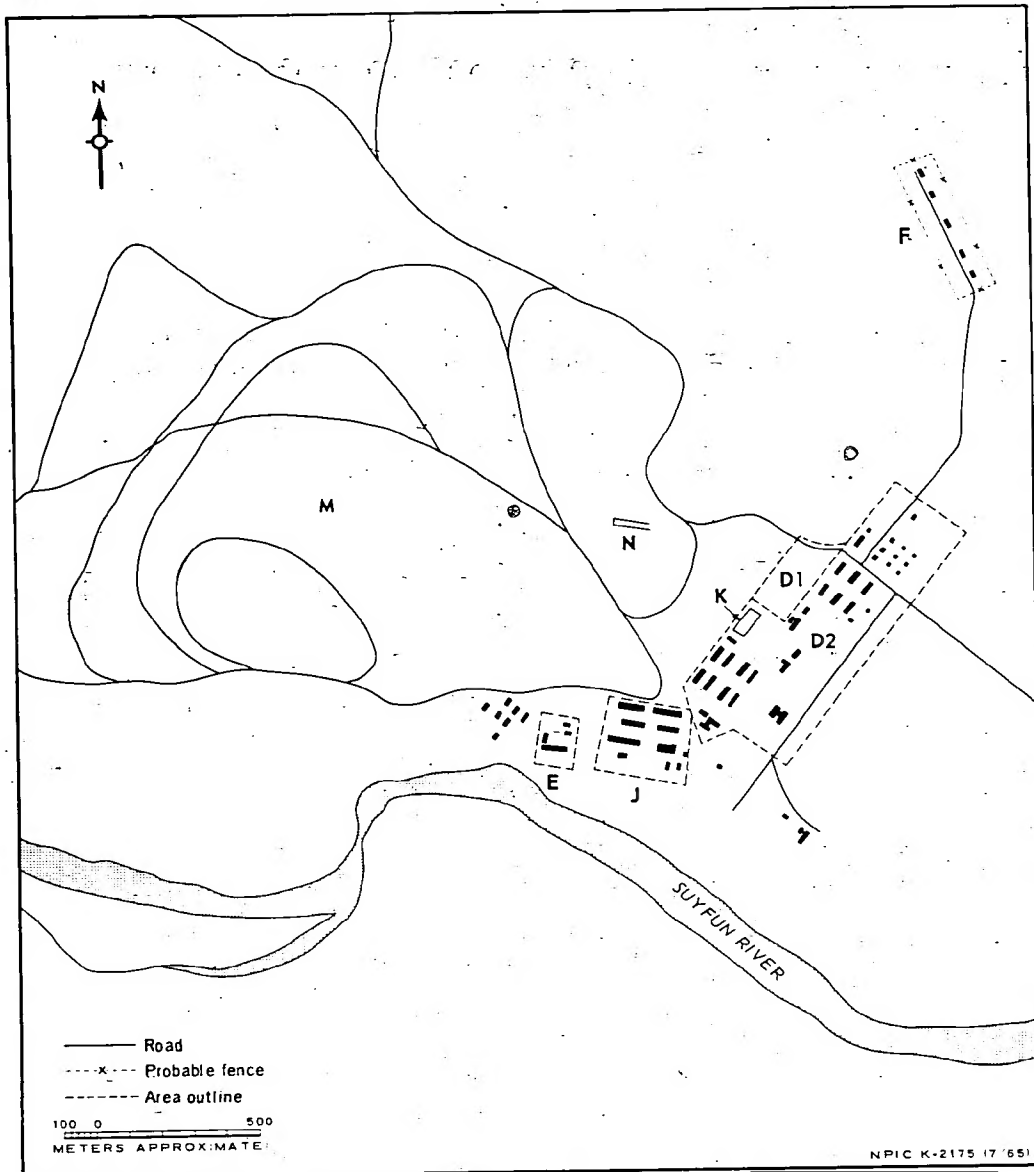 N
F
M
N
D1
K
D2
E
J
SUYFUN RIVER
Road
x Probable fence
Area outline
100 0 500
METERS APPROXIMATE
NPIC K-2175 (7/65)